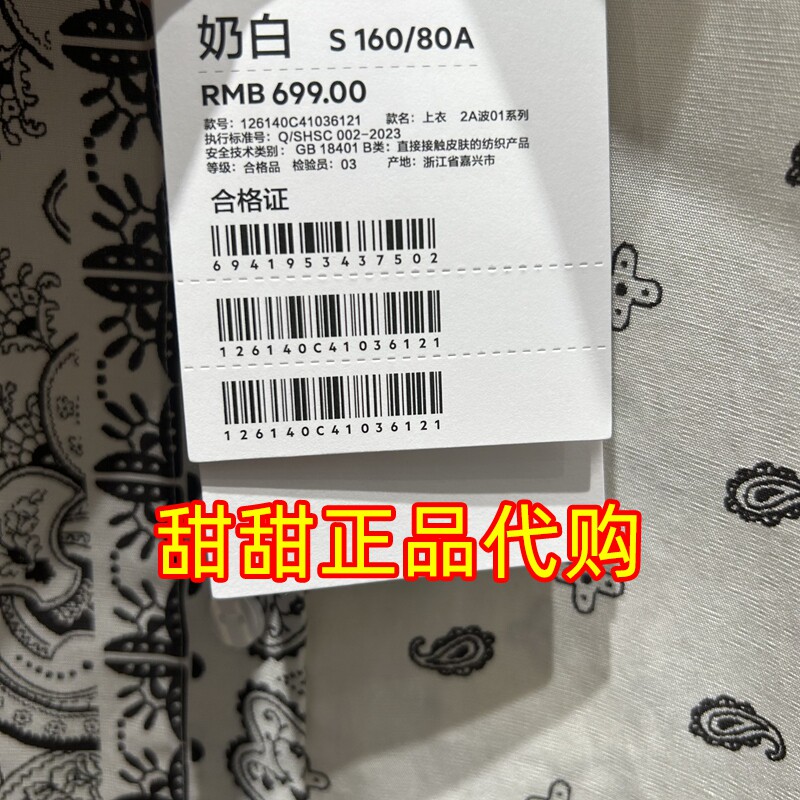 奶白 S 160/80A
RMB 699.00
款号：126140C41036121 款名：上衣 2A波01系列
执行标准号：Q/SHSC 002-2023
安全技术类别： GB 18401 B类：直接接触皮肤的纺织产品
等级：合格品 检验员：03 产地：浙江省嘉兴市
合格证
6941953437502
126140C41036121
126140C41036121
甜甜正品代购